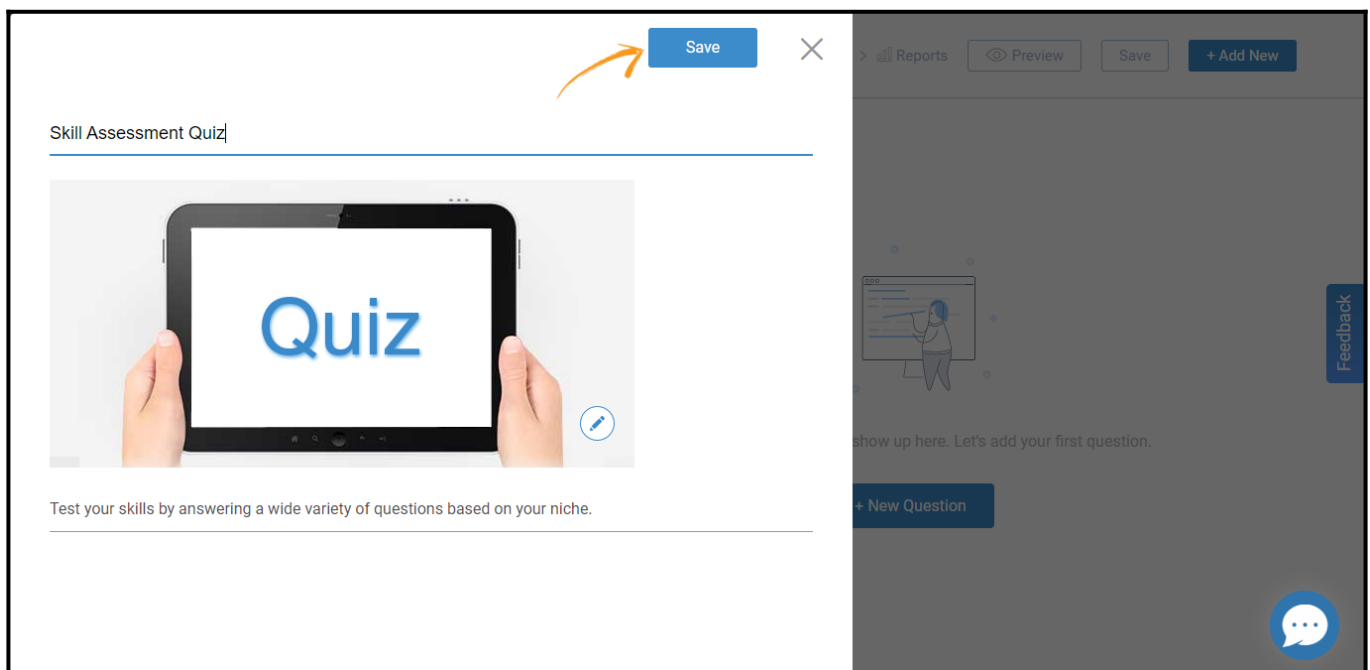 Save
> Reports
Preview
Save
+ Add New
Skill Assessment Quiz
Quiz
Feedback
show up here. Let's add your first question.
Test your skills by answering a wide variety of questions based on your niche.
+ New Question